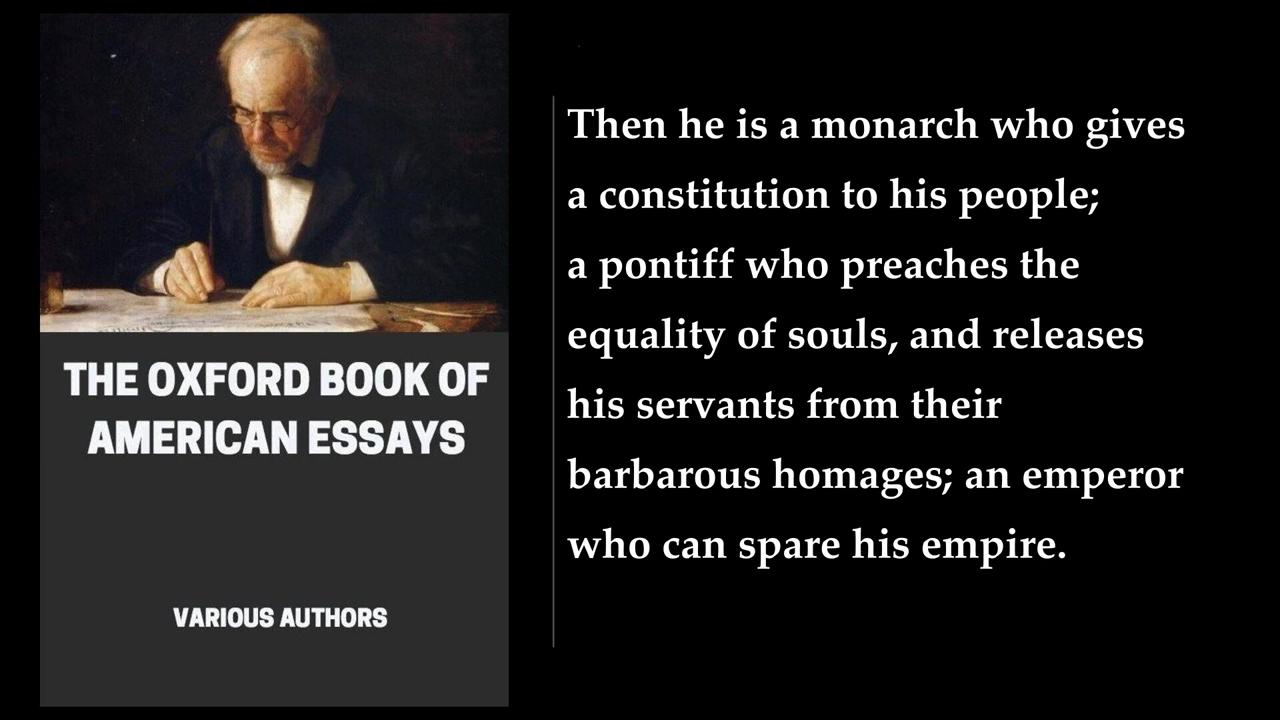 THE OXFORD BOOK OF
AMERICAN ESSAYS
VARIOUS AUTHORS
Then he is a monarch who gives
a constitution to his people;
a pontiff who preaches the
equality of souls, and releases
his servants from their
barbarous homages; an emperor
who can spare his empire.